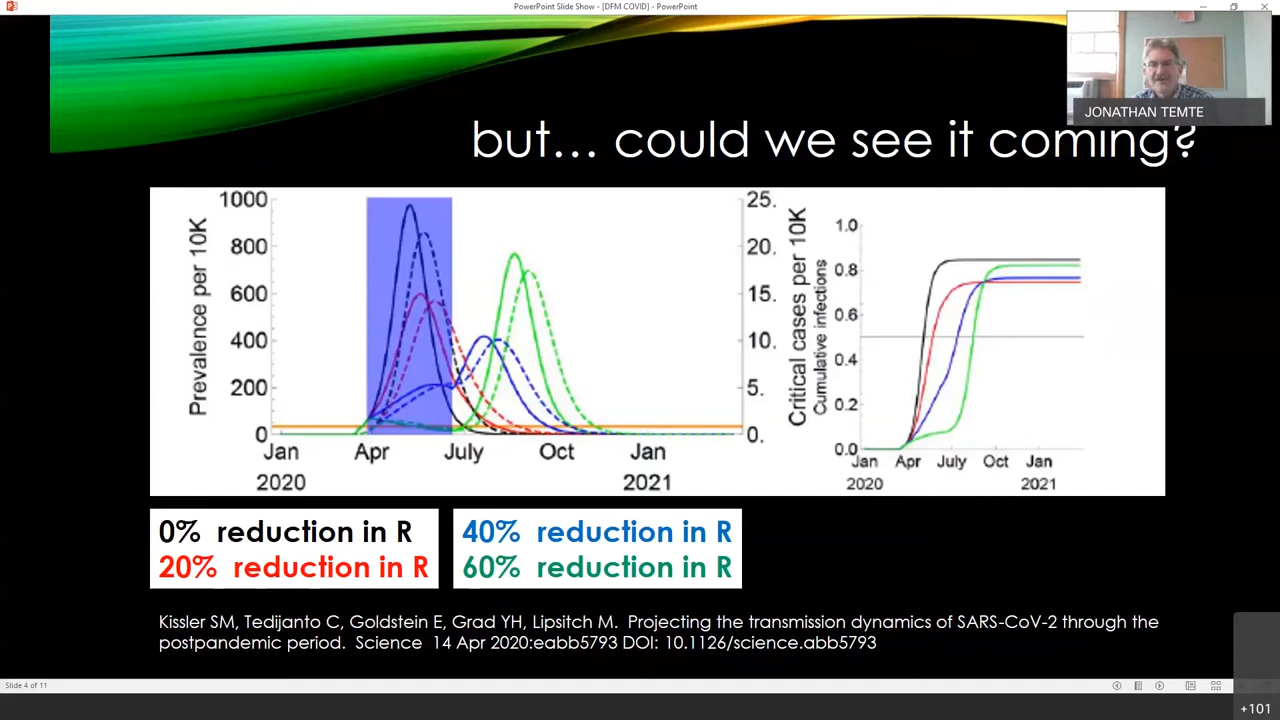 PowerPoint Slide Show - [DFM COVID] - PowerPoint
JONATHAN TEMTE
but... could we see it coming?
Prevalence per 10K
1000
800
600
400
200
0
Jan
Apr
July
Oct
Jan
2020
2021
25.
20.
15.
10.
5.
0.
Critical cases per 10K
Cumulative infections
1.0
0.8
0.6
0.4
0.2
0.0
Jan
Apr
July
Oct
Jan
2020
2021
0% reduction in R
20% reduction in R
40% reduction in R
60% reduction in R
Kissler SM, Tedijanto C, Goldstein E, Grad YH, Lipsitch M. Projecting the transmission dynamics of SARS-CoV-2 through the
postpandemic period. Science 14 Apr 2020:eabb5793 DOI: 10.1126/science.abb5793
Slide 4 of 11
+101